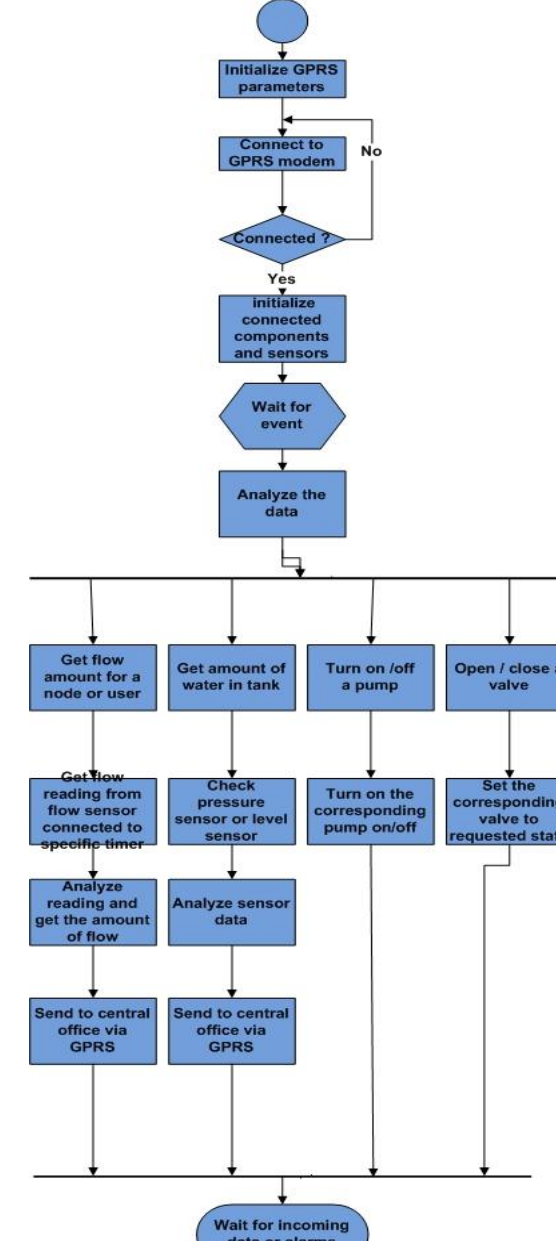 Initialize GPRS
parameters
Connect to
GPRS modem
No
Connected ?
Yes
initialize
connected
components
and sensors
Wait for
event
Analyze the
data
Get flow
amount for a
node or user
Get amount of
water in tank
Turn on /off
a pump
Open / close a
valve
Get flow
reading from
flow sensor
connected to
specific timer
Check
pressure
sensor or level
sensor
Turn on the
corresponding
pump on/off
Set the
corresponding
valve to
requested
Analyze
reading and
get the amount
of flow
Analyze sensor
data
Send to central
office via
GPRS
Send to central
office via
GPRS
Wait for incoming
data or alarms